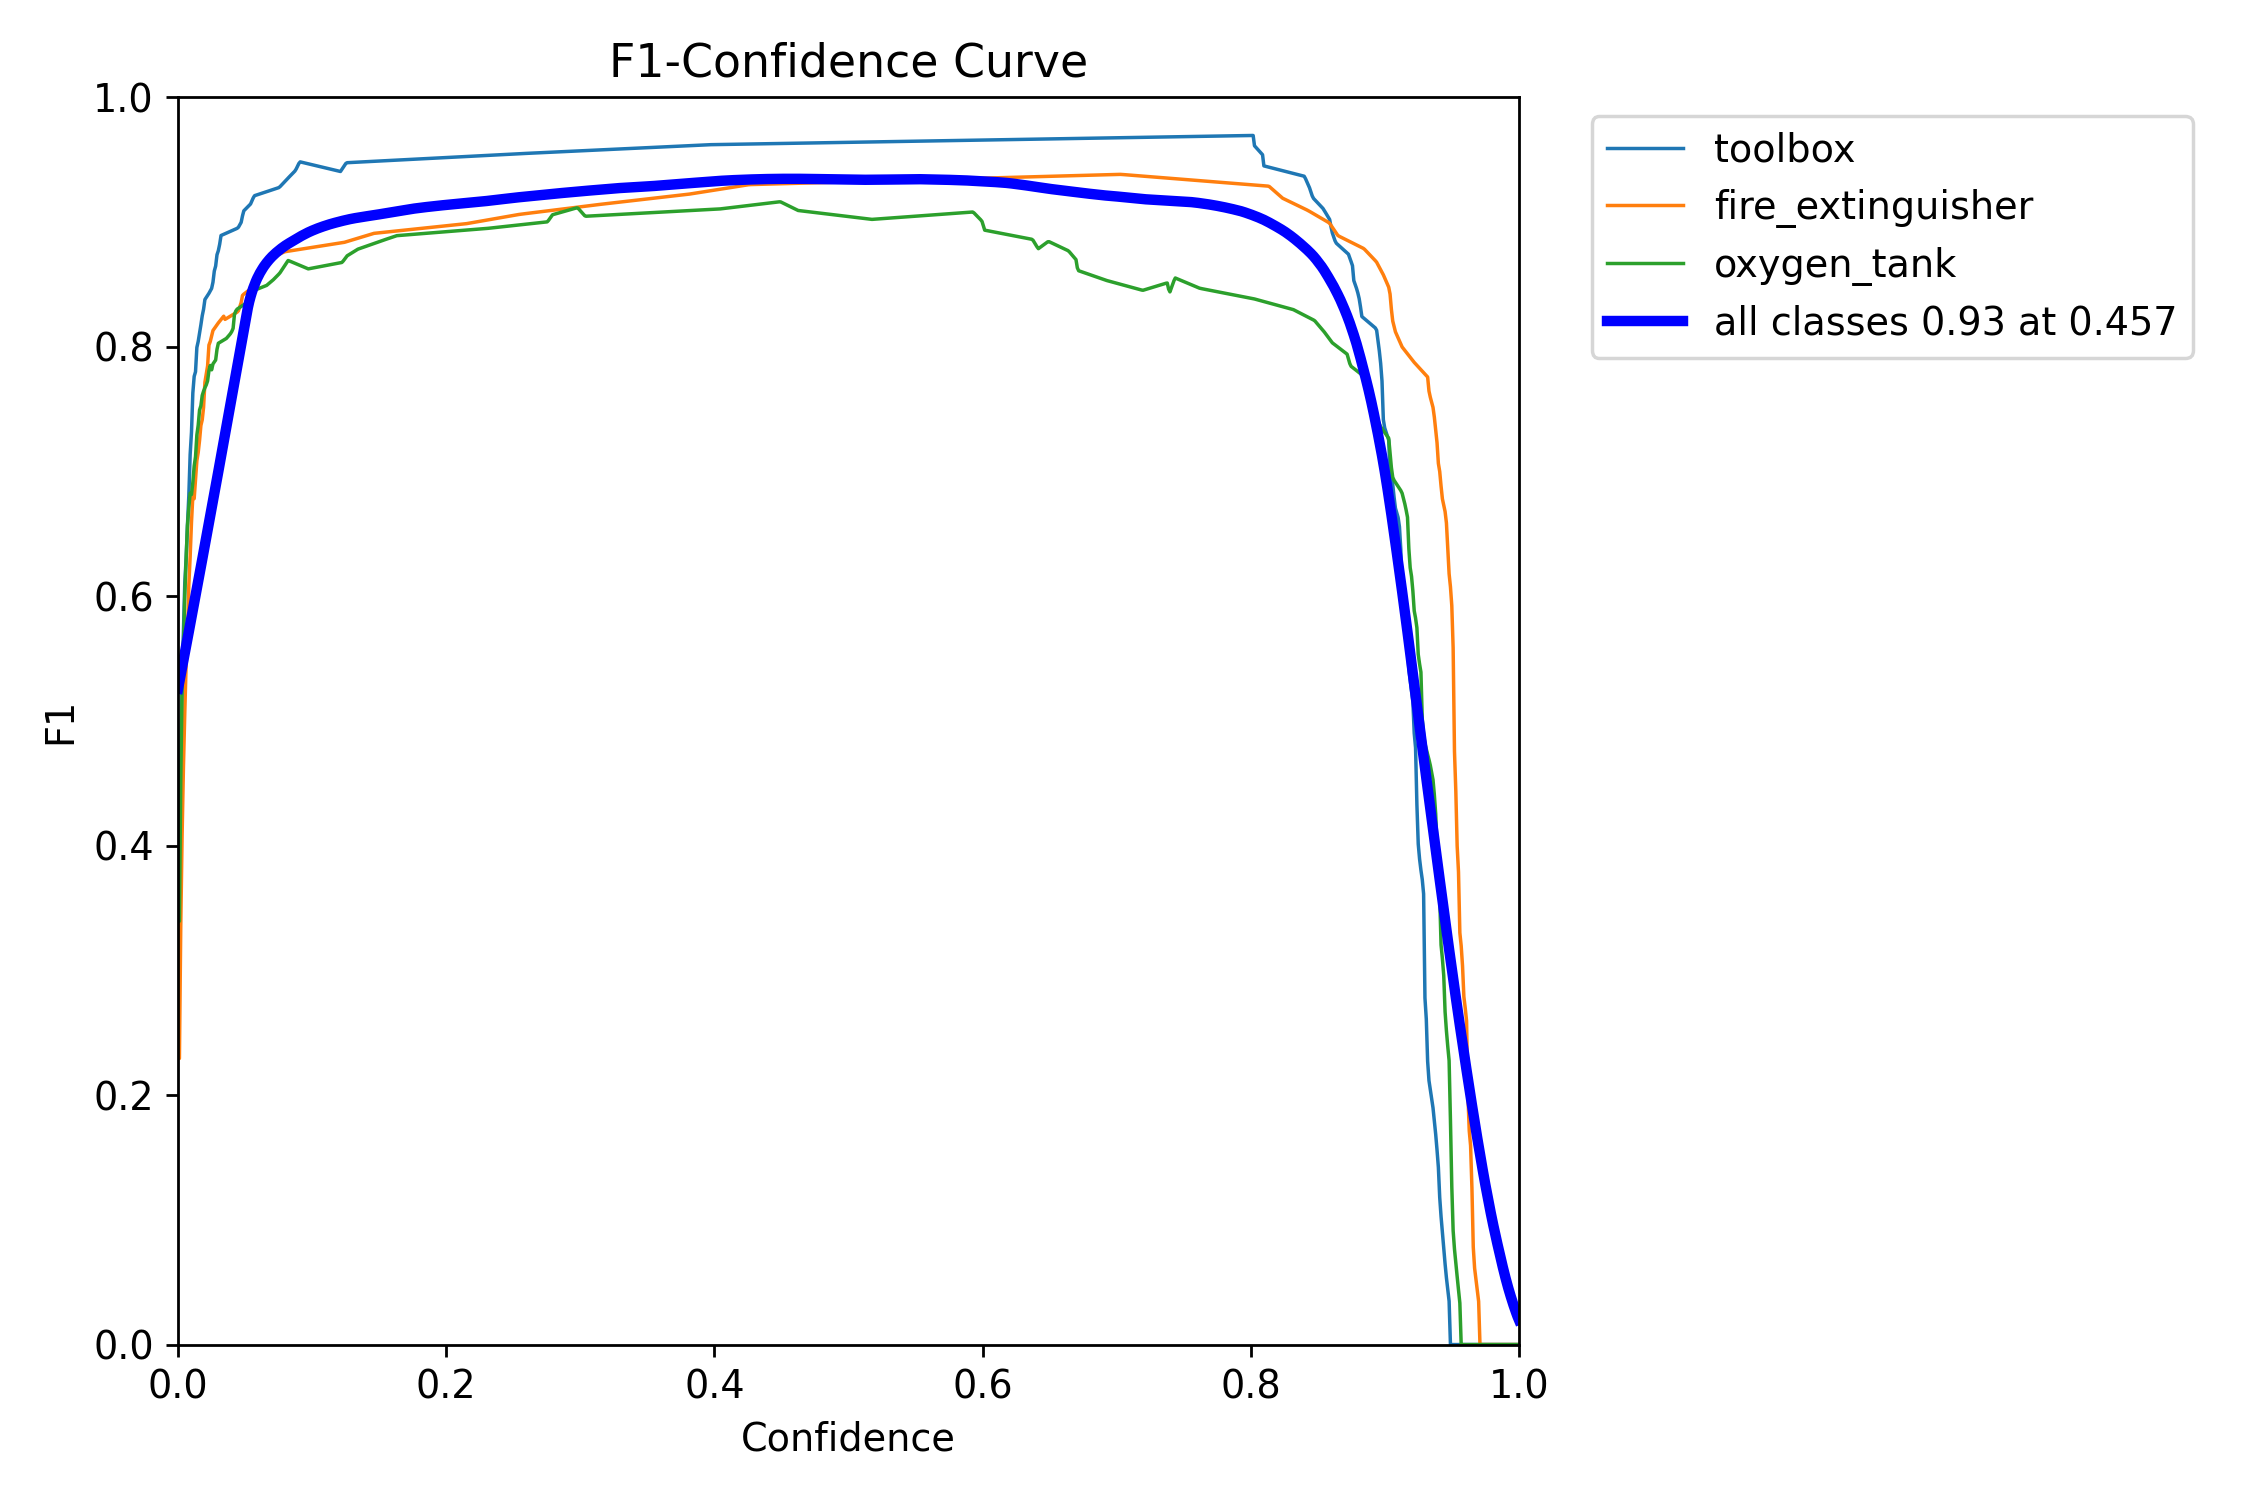 F1-Confidence Curve
1.0
0.8
0.6
0.4
0.2
0.0
F1
0.0 0.2 0.4 0.6 0.8 1.0
Confidence
toolbox
fire_extinguisher
oxygen_tank
all classes 0.93 at 0.457